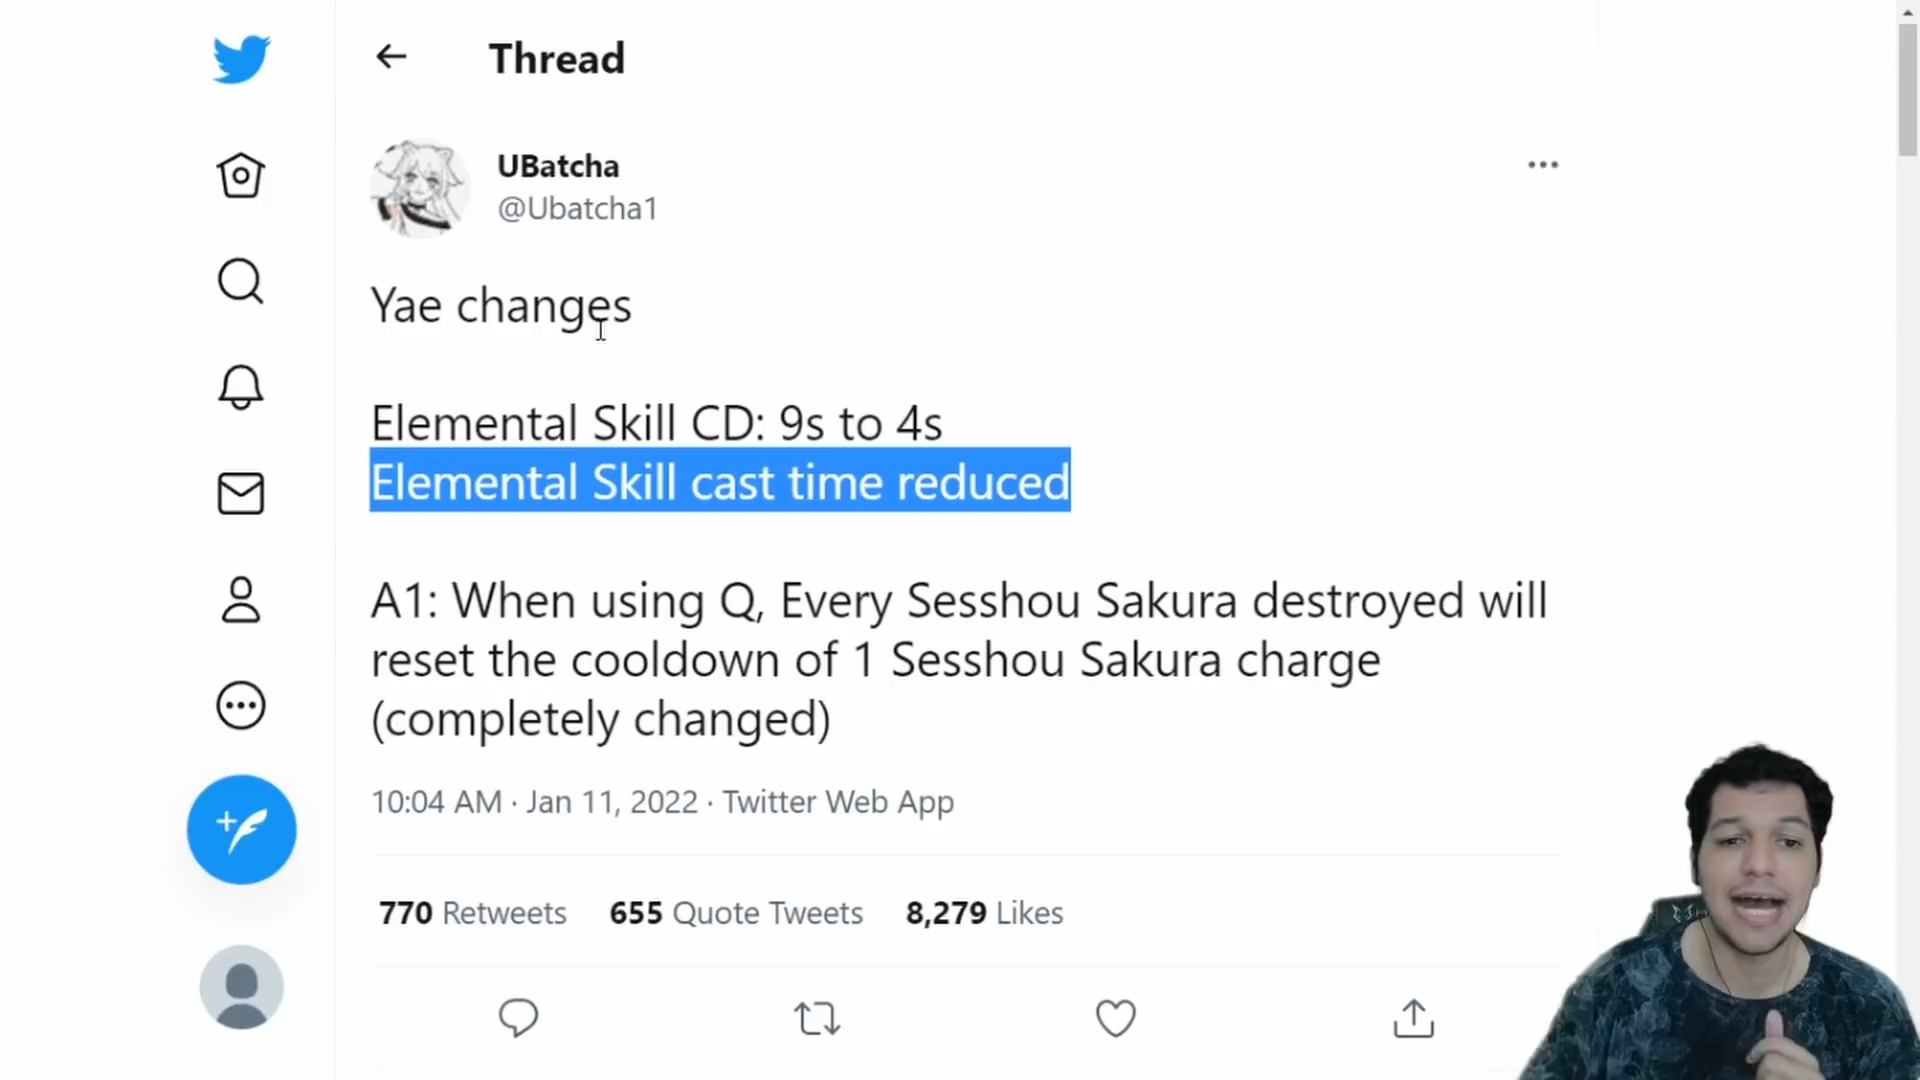 Thread
UBatcha
@Ubatcha1
Yae changes
Elemental Skill CD: 9s to 4s
Elemental Skill cast time reduced
A1: When using Q, Every Sesshou Sakura destroyed will
reset the cooldown of 1 Sesshou Sakura charge
(completely changed)
10:04 AM · Jan 11, 2022 · Twitter Web App
770 Retweets 655 Quote Tweets 8,279 Likes